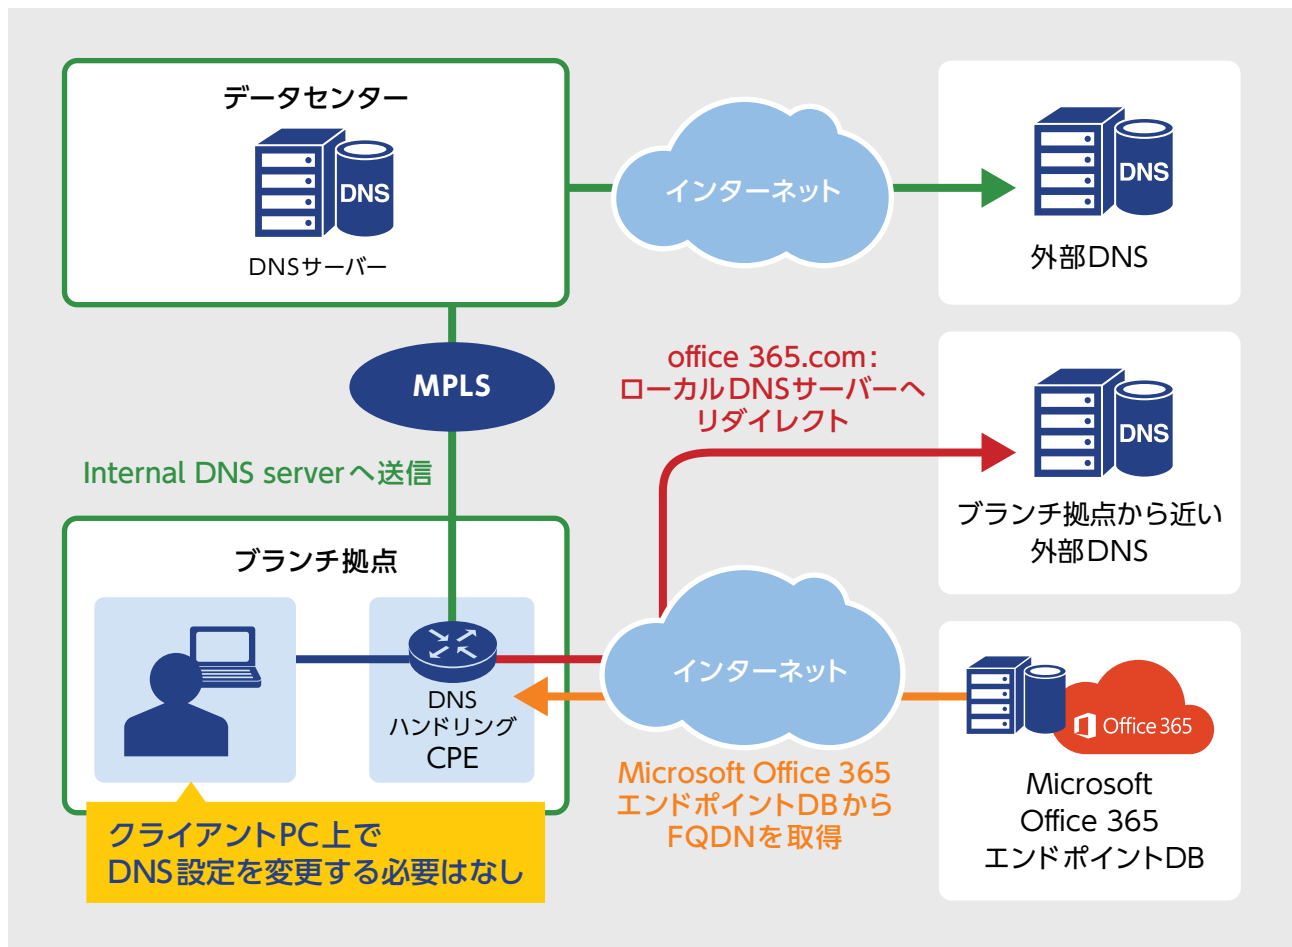 データセンター
DNS
DNSサーバー
インターネット
DNS
外部DNS
MPLS
office 365.com：
ローカルDNSサーバーへ
リダイレクト
DNS
ブランチ拠点から近い
外部DNS
Internal DNS serverへ送信
ブランチ拠点
DNS
ハンドリング
CPE
インターネット
Office 365
Microsoft
Office 365
エンドポイントDB
Microsoft Office 365
エンドポイントDBから
FQDNを取得
クライアントPC上で
DNS設定を変更する必要はなし